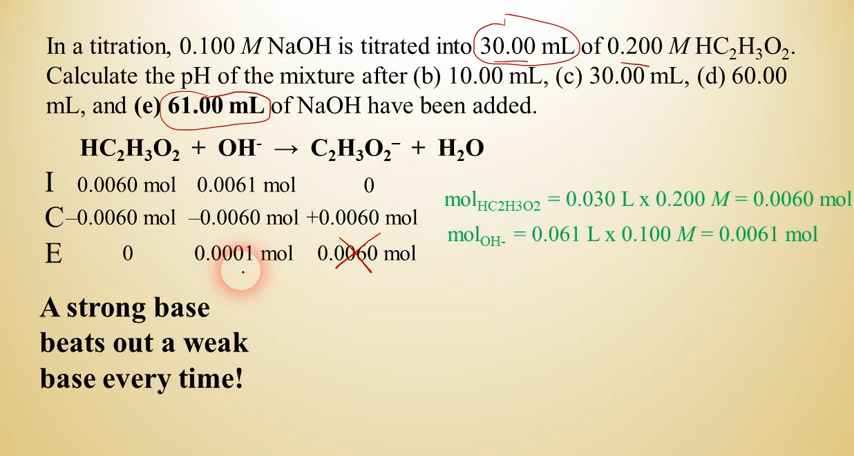 In a titration, 0.100 M NaOH is titrated into 30.00 mL of 0.200 M HC₂H₃O₂.
Calculate the pH of the mixture after (b) 10.00 mL, (c) 30.00 mL, (d) 60.00
mL, and (e) 61.00 mL of NaOH have been added.
HC₂H₃O₂ + OH⁻ → C₂H₃O₂⁻ + H₂O
I 0.0060 mol 0.0061 mol 0
C –0.0060 mol –0.0060 mol +0.0060 mol
E 0 0.0001 mol 0.0060 mol
mol_HC2H3O2 = 0.030 L x 0.200 M = 0.0060 mol
mol_OH- = 0.061 L x 0.100 M = 0.0061 mol
A strong base
beats out a weak
base every time!